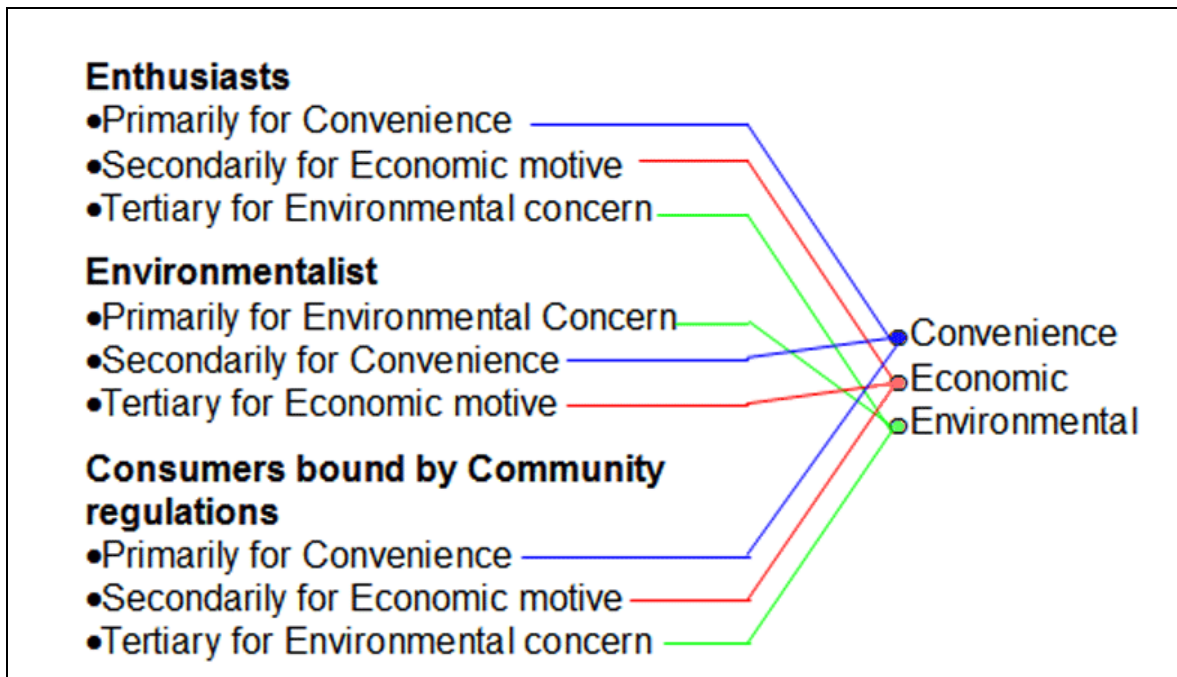 Enthusiasts
•Primarily for Convenience
•Secondarily for Economic motive
•Tertiary for Environmental concern
Environmentalist
•Primarily for Environmental Concern
•Secondarily for Convenience
•Tertiary for Economic motive
Consumers bound by Community
regulations
•Primarily for Convenience
•Secondarily for Economic motive
•Tertiary for Environmental concern
Convenience
Economic
Environmental